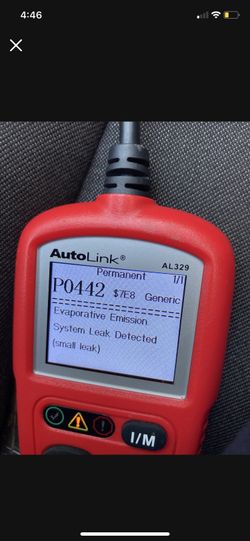 4:46
AutoLink®
AL329
Permanent 1/1
P0442 $7E8 Generic
Evaporative Emission
System Leak Detected
(small leak)
I/M